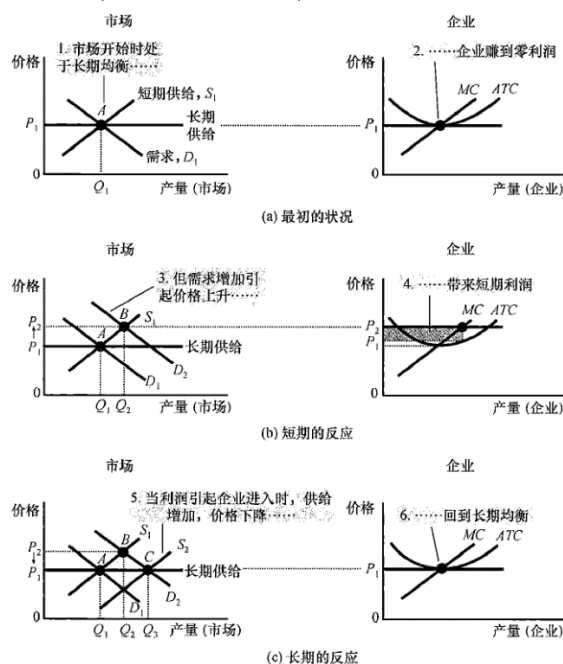 市场
企业
1. 市场开始时处
于长期均衡……
2. ……企业赚到零利润
价格
短期供给, S₁
A
长期
供给
P₁
需求, D₁
0
Q₁
产量 (市场)
价格
MC
ATC
P₁
0
产量 (企业)
(a) 最初的状况
市场
企业
3. 但需求增加引
起价格上升……
4. ……带来短期利润
价格
B
S₁
P₂
A
P₁
长期供给
D₂
D₁
0
Q₁
Q₂
产量 (市场)
价格
MC
ATC
P₂
P₁
0
产量 (企业)
(b) 短期的反应
市场
企业
5. 当利润引起企业进入时, 供给
增加, 价格下降……
6. ……回到长期均衡
价格
S₁
B
S₂
P₂
A
C
P₁
长期供给
D₂
D₁
0
Q₁
Q₂
Q₃
产量 (市场)
价格
MC
ATC
P₁
0
产量 (企业)
(c) 长期的反应